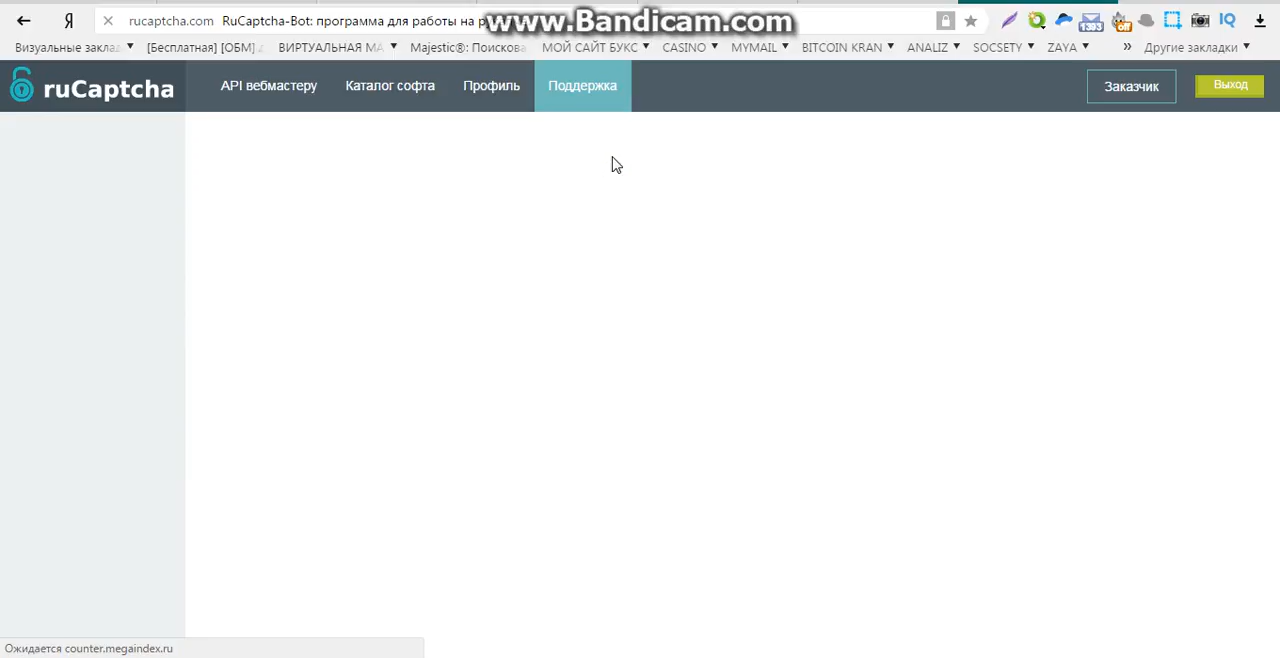 Я rucaptcha.com RuCaptcha-Bot: программа для работы на р
www.Bandicam.com
Визуальные заклад [Бесплатная] [ОБМ] ВИРТУАЛЬНАЯ МА Majestic®: Поискова МОЙ САЙТ БУКС CASINO MYMAIL BITCOIN KRAN ANALIZ SOCSETY ZAYA » Другие закладки
ruCaptcha API вебмастеру Каталог софта Профиль Поддержка Заказчик Выход
Ожидается counter.megaindex.ru